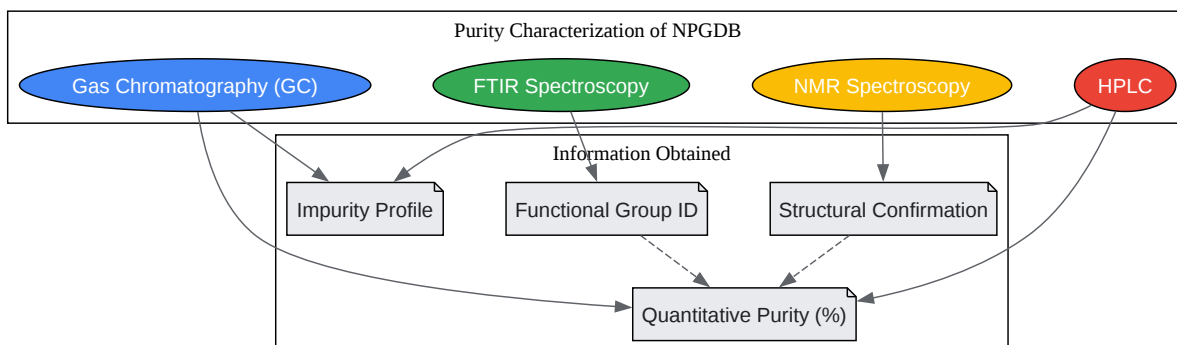 Purity Characterization of NPGDB
Gas Chromatography (GC)
FTIR Spectroscopy
NMR Spectroscopy
HPLC
Information Obtained
Impurity Profile
Functional Group ID
Structural Confirmation
Quantitative Purity (%)